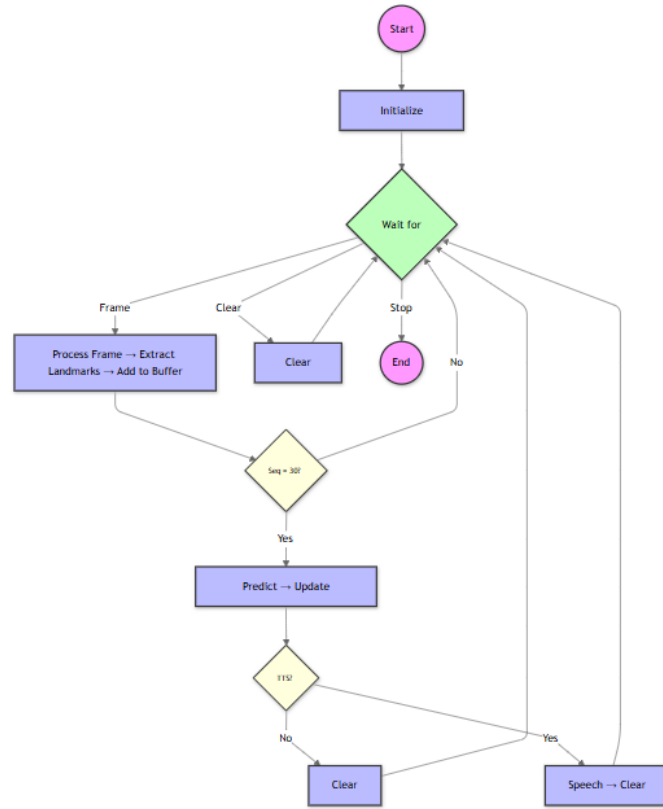 Start
Initialize
Wait for
Frame
Clear
Stop
Process Frame → Extract
Landmarks → Add to Buffer
Clear
End
No
Seq = 30?
Yes
Predict → Update
TTS?
No
Yes
Clear
Speech → Clear